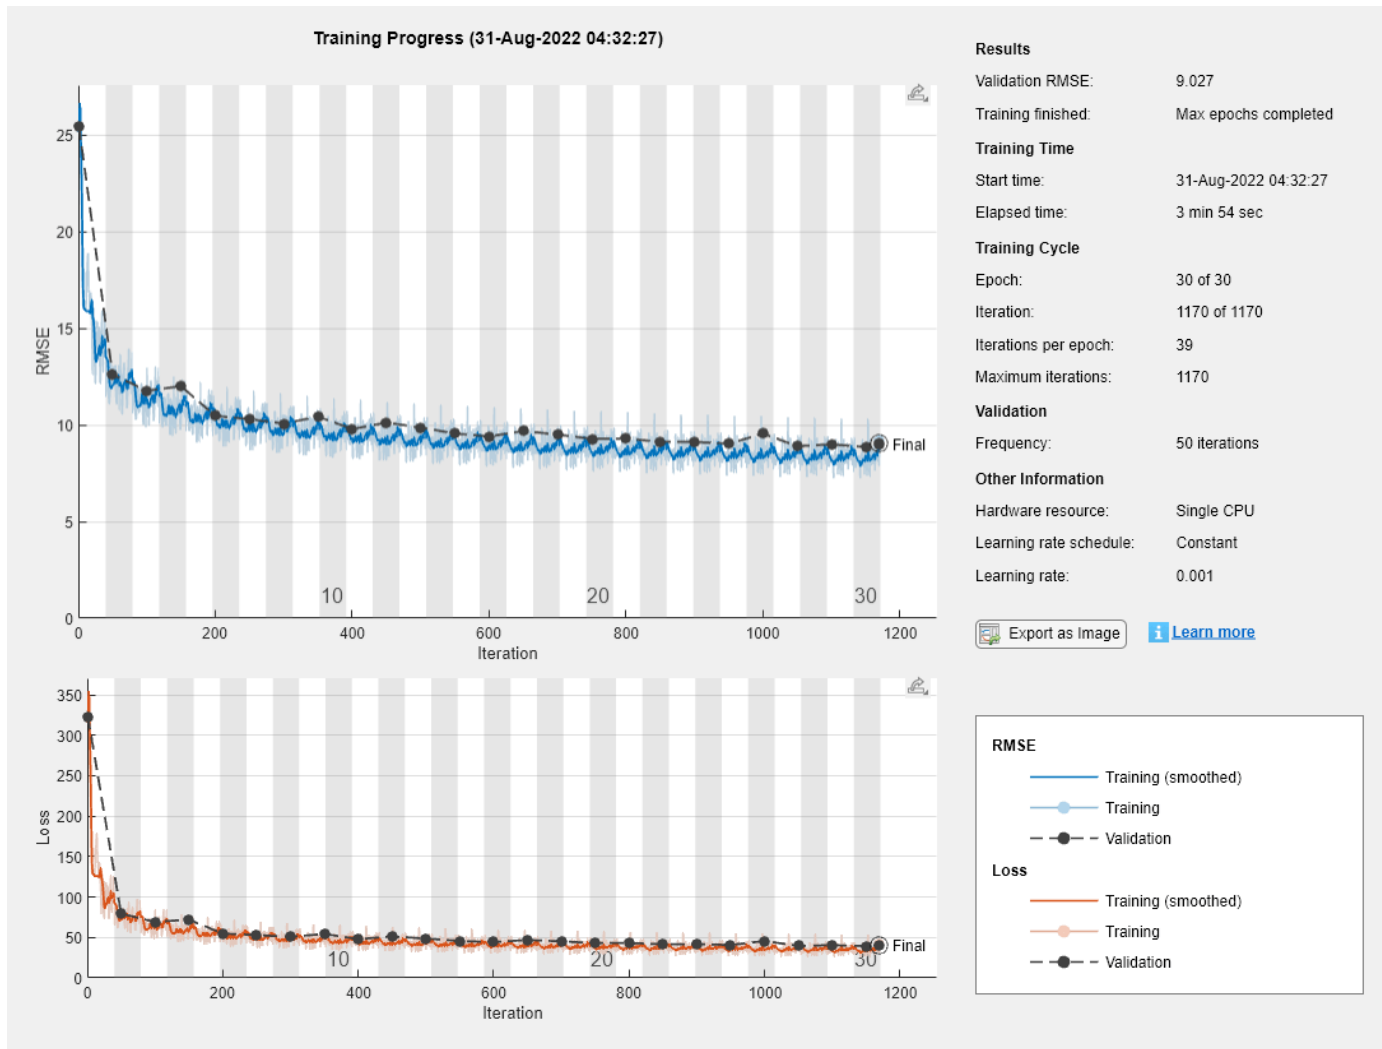 Training Progress (31-Aug-2022 04:32:27)
25
20
15
10
5
0
RMSE
10
20
30
Final
0
200
400
600
800
1000
1200
Iteration
350
300
250
200
150
100
50
0
Loss
10
20
30
Final
0
200
400
600
800
1000
1200
Iteration
Results
Validation RMSE: 9.027
Training finished: Max epochs completed
Training Time
Start time: 31-Aug-2022 04:32:27
Elapsed time: 3 min 54 sec
Training Cycle
Epoch: 30 of 30
Iteration: 1170 of 1170
Iterations per epoch: 39
Maximum iterations: 1170
Validation
Frequency: 50 iterations
Other Information
Hardware resource: Single CPU
Learning rate schedule: Constant
Learning rate: 0.001
Export as Image
i Learn more
RMSE
Training (smoothed)
Training
Validation
Loss
Training (smoothed)
Training
Validation